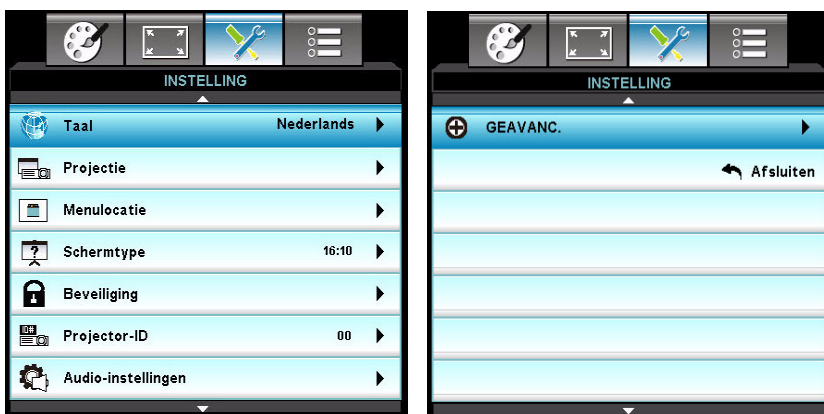 INSTELLING
Taal Nederlands
Projectie
Menulocatie
Schermtype 16:10
Beveiliging
Projector-ID 00
Audio-instellingen
INSTELLING
GEAVANC.
Afsluiten